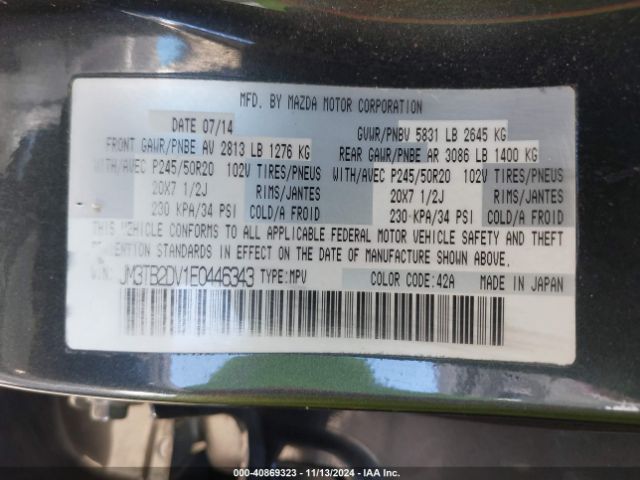 MFD. BY MAZDA MOTOR CORPORATION
DATE 07/14 GVWR/PNBV 5831 LB 2645 KG
FRONT GAWR/PNBE AV 2813 LB 1276 KG REAR GAWR/PNBE AR 3086 LB 1400 KG
WITH/AVEC P245/50R20 102V TIRES/PNEUS WITH/AVEC P245/50R20 102V TIRES/PNEUS
20X7 1/2J RIMS/JANTES 20X7 1/2J RIMS/JANTES
230 KPA/34 PSI COLD/A FROID 230 KPA/34 PSI COLD/A FROID
THIS VEHICLE CONFORMS TO ALL APPLICABLE FEDERAL MOTOR VEHICLE SAFETY AND THEFT
PREVENTION STANDARDS IN EFFECT ON THE DATE OF MANUFACTURE SHOWN ABOVE.
VIN: JM3TB2DV1E0446343 TYPE:MPV COLOR CODE:42A MADE IN JAPAN
000-40869323 - 11/13/2024 - IAA Inc.